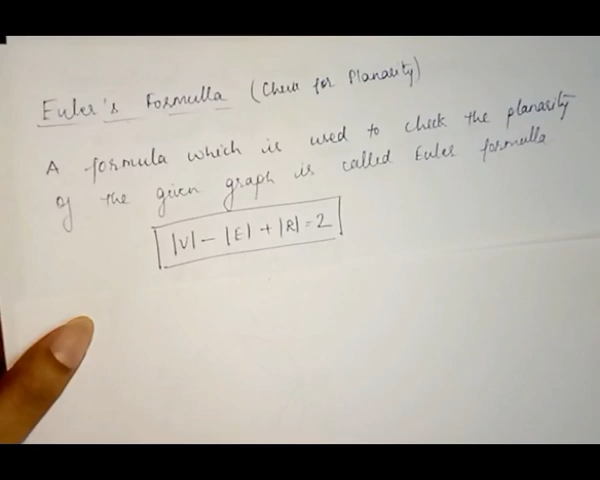 Euler's Formulla (Check for Planarity)
A formula which is used to check the planarity
of the given graph is called Euler formulla
|V| - |E| + |R| = 2